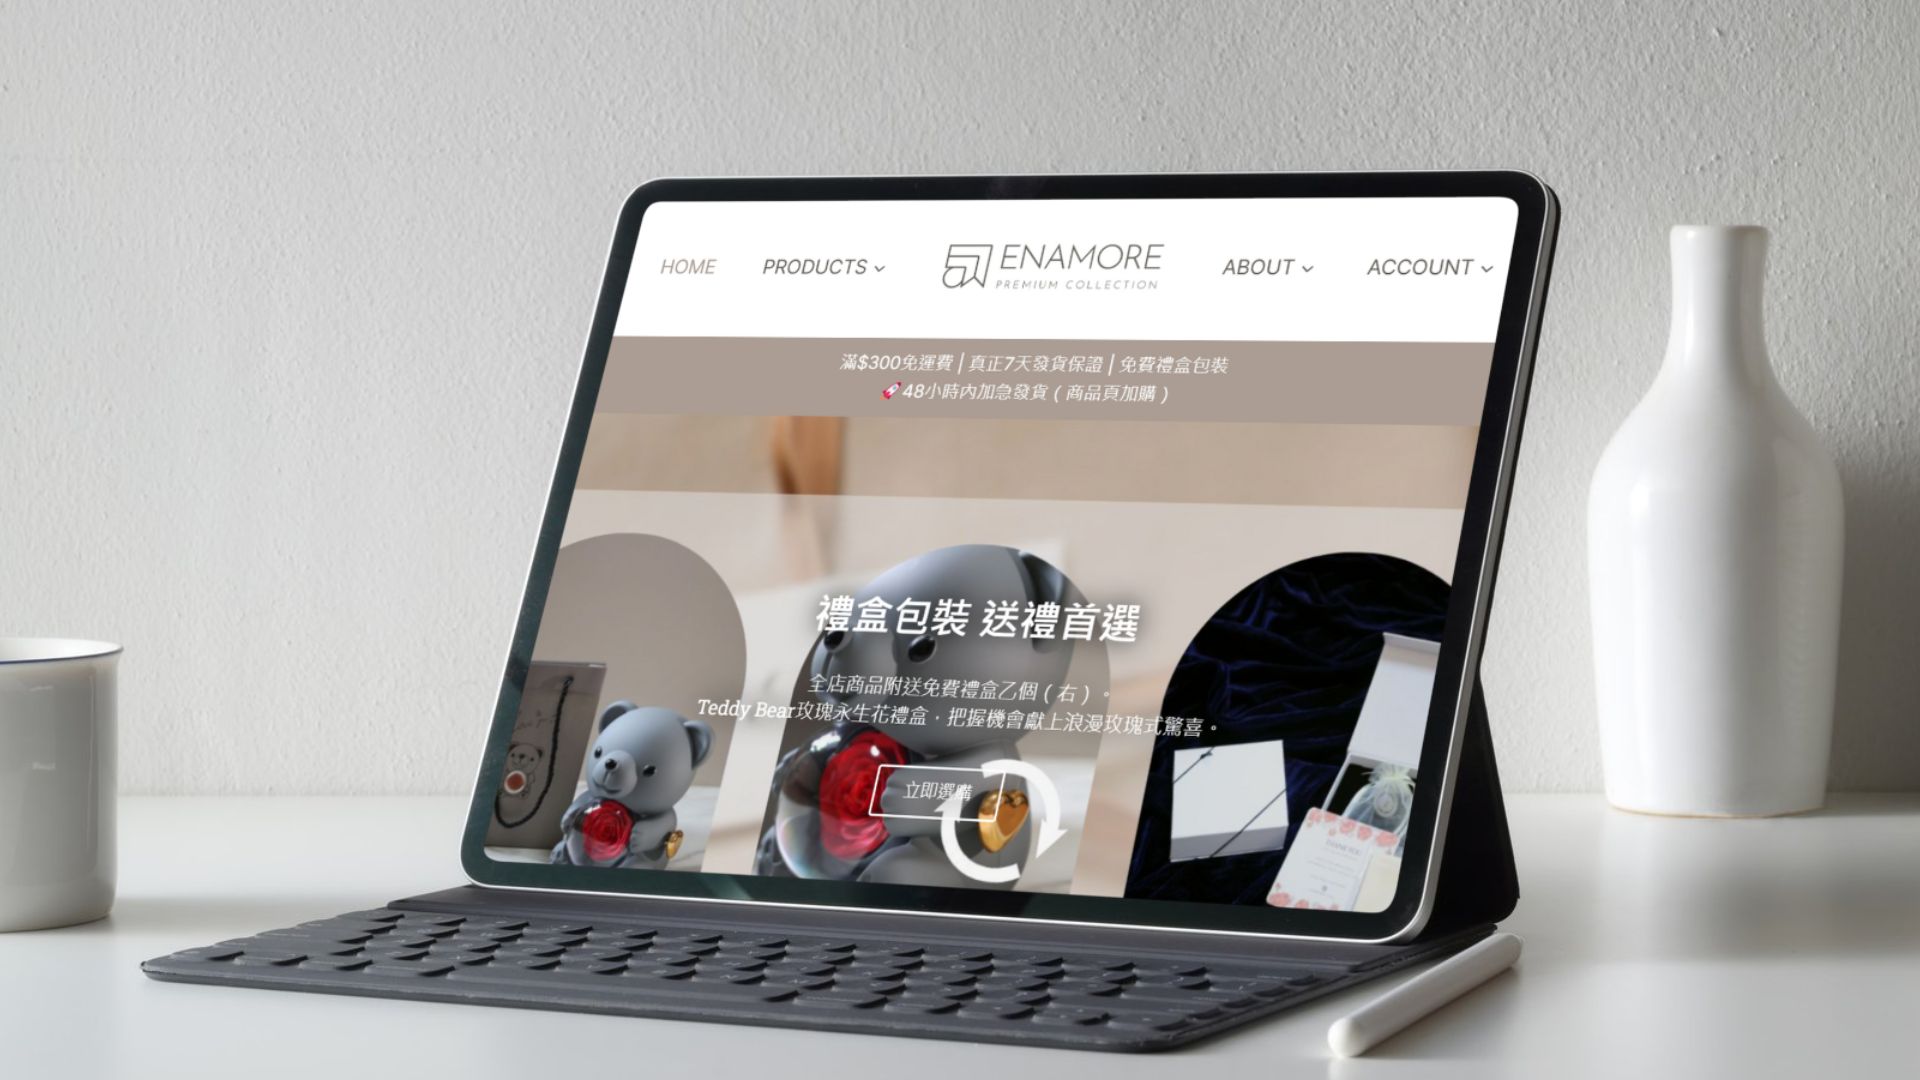 HOME
PRODUCTS
ENAMORE
PREMIUM COLLECTION
ABOUT
ACCOUNT
滿$300免運費 | 真正7天發貨保證 | 免費禮盒包裝
🚀48小時內加急發貨（商品頁加購）
禮盒包裝 送禮首選
全店商品附送免費禮盒乙個（右）。
Teddy Bear玫瑰永生花禮盒，把握機會獻上浪漫玫瑰式驚喜。
立即選購
THANK YOU